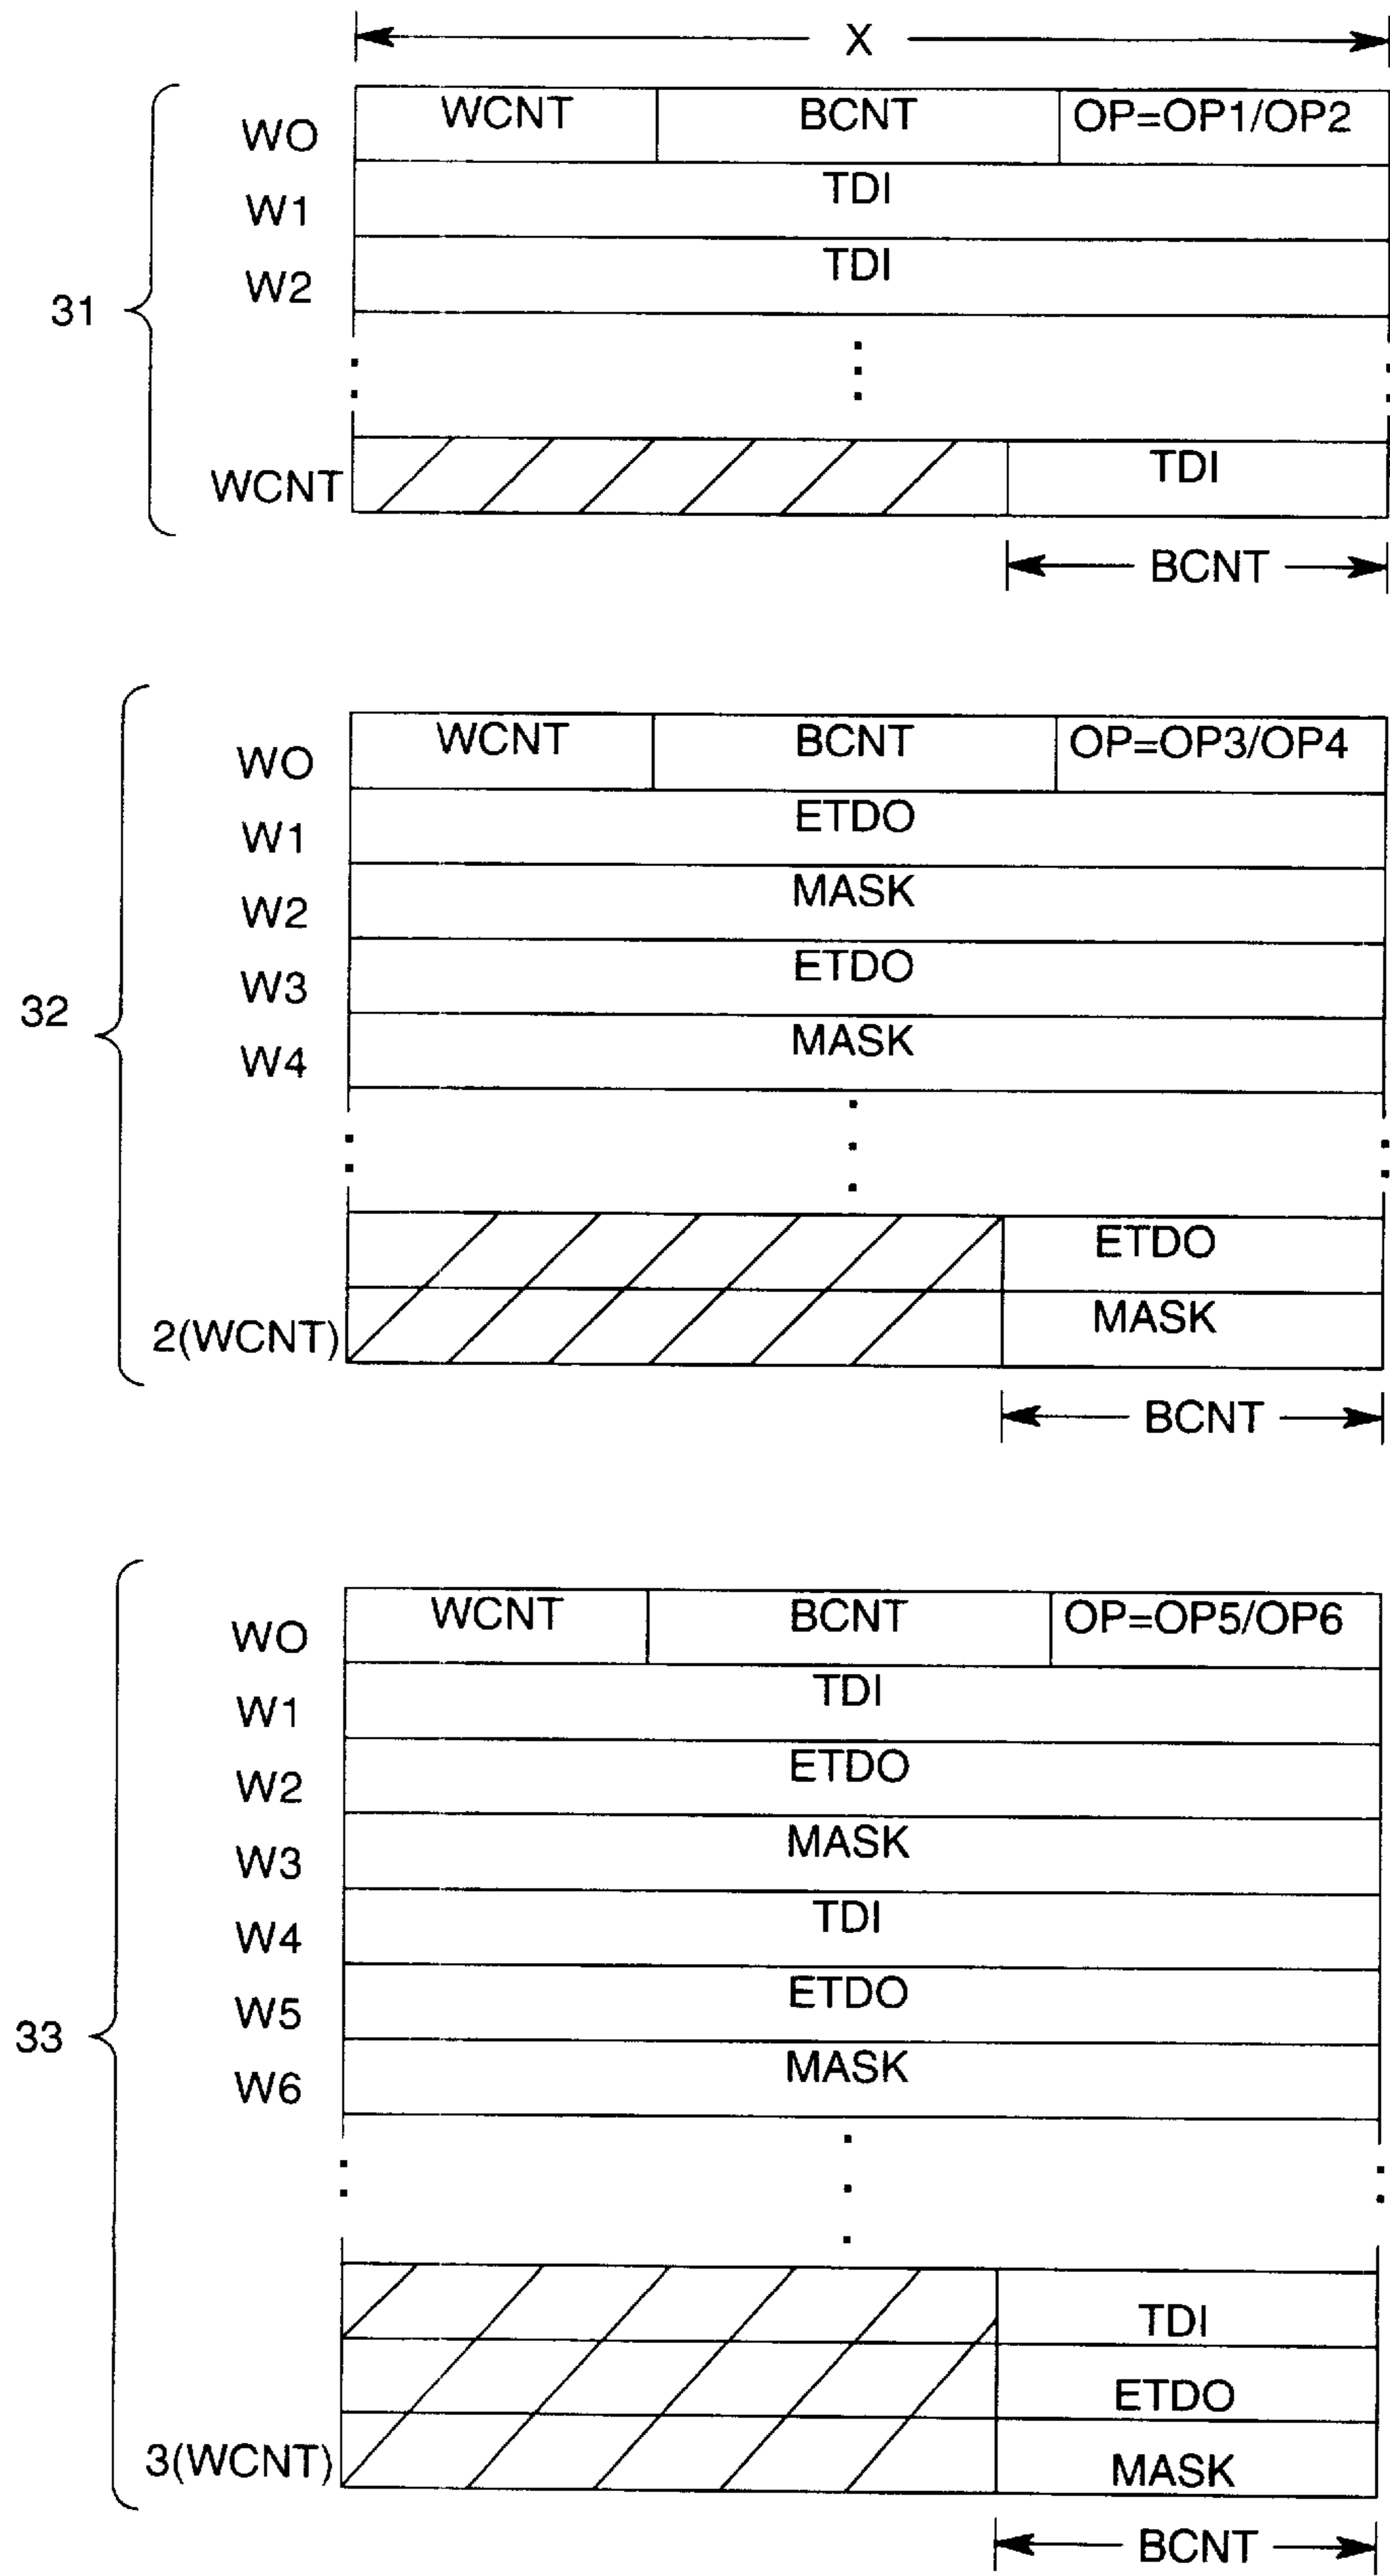 X
WO WCNT BCNT OP=OP1/OP2
W1 TDI
W2 TDI
31
WCNT TDI
BCNT
WO WCNT BCNT OP=OP3/OP4
W1 ETDO
W2 MASK
W3 ETDO
32
W4 MASK
ETDO
2(WCNT) MASK
BCNT
WO WCNT BCNT OP=OP5/OP6
W1 TDI
W2 ETDO
W3 MASK
W4 TDI
W5 ETDO
33
W6 MASK
TDI
ETDO
3(WCNT) MASK
BCNT